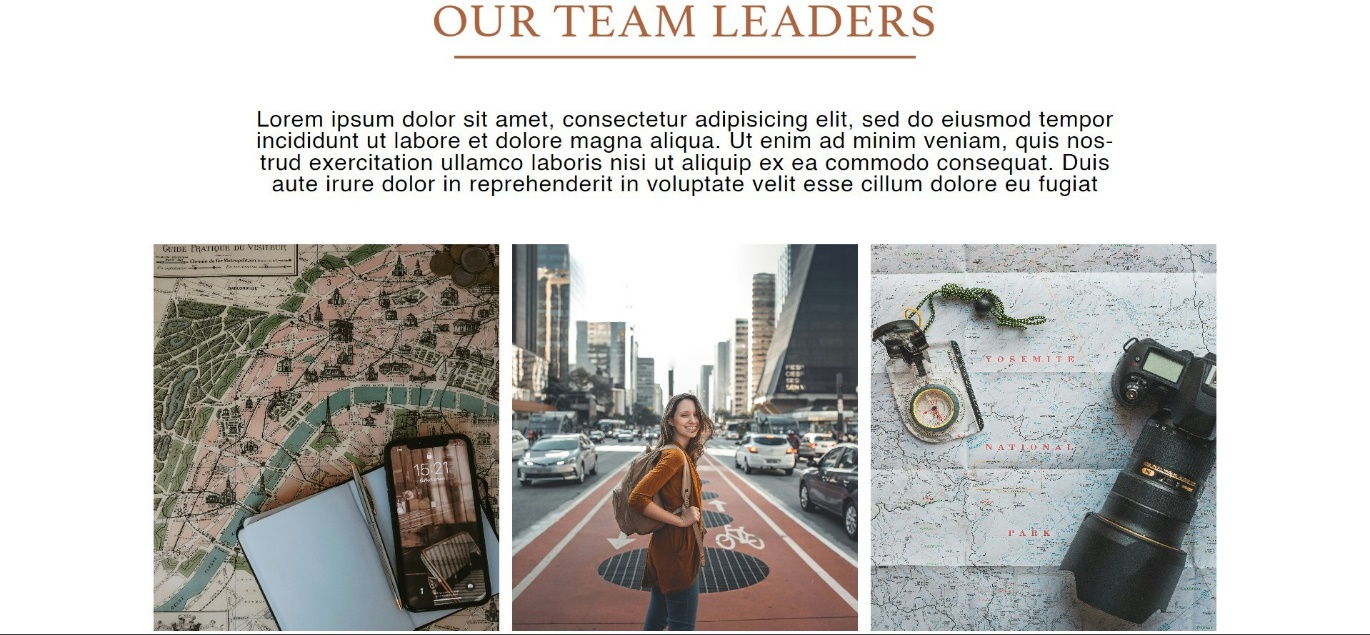 OUR TEAM LEADERS
Lorem ipsum dolor sit amet, consectetur adipisicing elit, sed do eiusmod tempor
incididunt ut labore et dolore magna aliqua. Ut enim ad minim veniam, quis nos-
trud exercitation ullamco laboris nisi ut aliquip ex ea commodo consequat. Duis
aute irure dolor in reprehenderit in voluptate velit esse cillum dolore eu fugiat
GUIDE PRATIQUE DU VISITEUR
15:21
YOSEMITE
NATIONAL
PARK